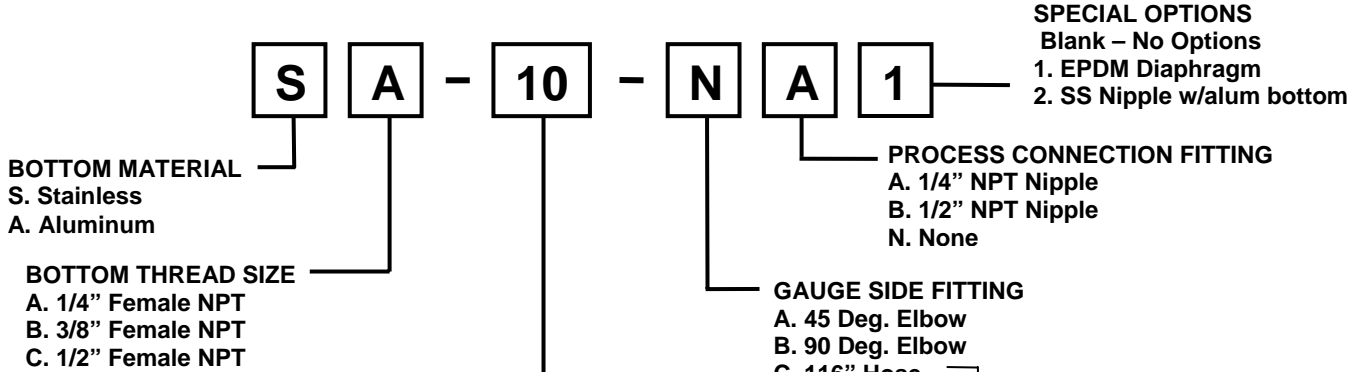 SPECIAL OPTIONS
Blank – No Options
1. EPDM Diaphragm
2. SS Nipple w/alum bottom
S A - 10 - N A 1
PROCESS CONNECTION FITTING
A. 1/4” NPT Nipple
B. 1/2” NPT Nipple
N. None
BOTTOM MATERIAL
S. Stainless
A. Aluminum
BOTTOM THREAD SIZE
A. 1/4” Female NPT
B. 3/8” Female NPT
C. 1/2” Female NPT
GAUGE SIDE FITTING
A. 45 Deg. Elbow
B. 90 Deg. Elbow
C. 116” Hose